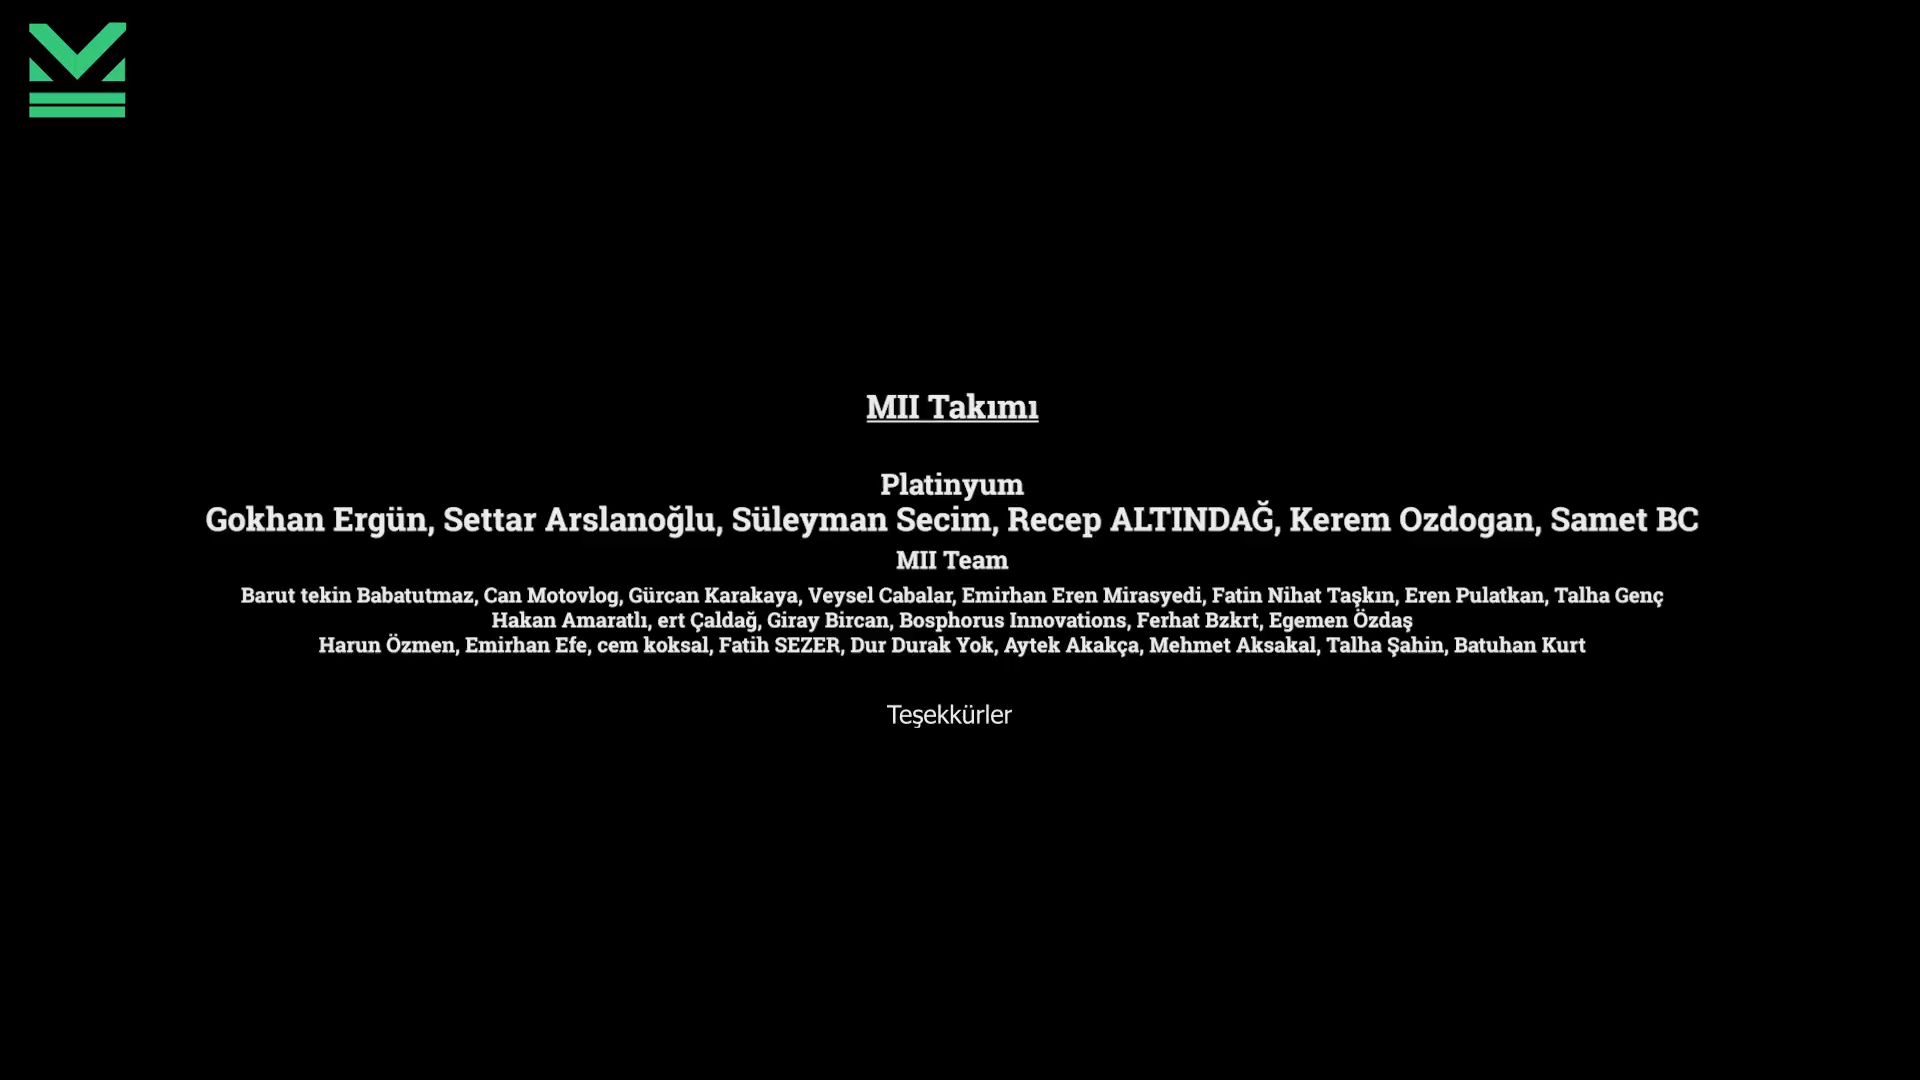 MII Takımı
Platinyum
Gokhan Ergün, Settar Arslanoğlu, Süleyman Secim, Recep ALTINDAĞ, Kerem Ozdogan, Samet BC
MII Team
Barut tekin Babatutmaz, Can Motovlog, Gürcan Karakaya, Veysel Cabalar, Emirhan Eren Mirasyedi, Fatin Nihat Taşkın, Eren Pulatkan, Talha Genç
Hakan Amaratlı, ert Çaldağ, Giray Bircan, Bosphorus Innovations, Ferhat Bzkrt, Egemen Özdaş
Harun Özmen, Emirhan Efe, cem koksal, Fatih SEZER, Dur Durak Yok, Aytek Akakça, Mehmet Aksakal, Talha Şahin, Batuhan Kurt
Teşekkürler